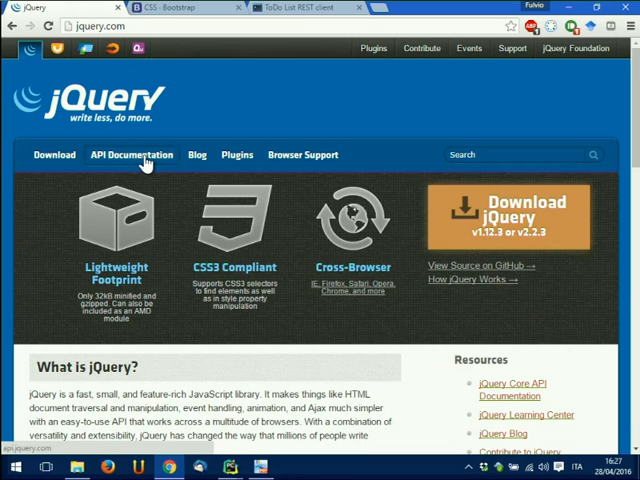 jQuery
CSS · Bootstrap
ToDo List REST client
Fulvio
jquery.com
Plugins
Contribute
Events
Support
jQuery Foundation
jQuery
write less, do more.
Download
API Documentation
Blog
Plugins
Browser Support
Search
Lightweight
Footprint
Only 32kB minified and
gzipped. Can also be
included as an AMD
module
CSS3 Compliant
Supports CSS3 selectors
to find elements as well
as in style property
manipulation
Cross-Browser
IE, Firefox, Safari, Opera,
Chrome, and more
Download
jQuery
v1.12.3 or v2.2.3
View Source on GitHub →
How jQuery Works →
What is jQuery?
jQuery is a fast, small, and feature-rich JavaScript library. It makes things like HTML
document traversal and manipulation, event handling, animation, and Ajax much simpler
with an easy-to-use API that works across a multitude of browsers. With a combination of
versatility and extensibility, jQuery has changed the way that millions of people write
Resources
jQuery Core API
Documentation
jQuery Learning Center
jQuery Blog
Contribute to jQuery
api.jquery.com
ITA
16:27
28/04/2016